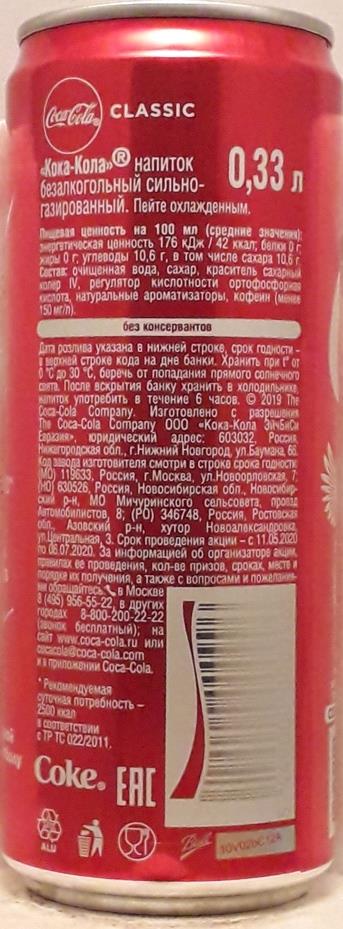 Coca-Cola® CLASSIC
«Кока-Кола»® напиток
безалкогольный сильно-
газированный. Пейте охлажденным.
0,33 л
Пищевая ценность на 100 мл (средние значения):
энергетическая ценность 176 кДж / 42 ккал; белки 0 г;
жиры 0 г; углеводы 10,6 г, в том числе сахара 10,6 г.
Состав: очищенная вода, сахар, краситель сахарный
колер IV, регулятор кислотности ортофосфорная
кислота, натуральные ароматизаторы, кофеин (менее
150 мг/л).
без консервантов
Дата розлива указана в нижней строке, срок годности -
в верхней строке кода на дне банки. Хранить при t° от
0 °С до 30 °С, беречь от попадания прямого солнечного
света. После вскрытия банку хранить в холодильнике,
напиток употребить в течение 6 часов. © 2019 The
Coca-Cola Company. Изготовлено с разрешения
The Coca-Cola Company ООО «Кока-Кола ЭйчБиСи
Евразия», юридический адрес: 603032, Россия,
Нижегородская обл., г.Нижний Новгород, ул.Баумана, 66.
Код завода изготовителя смотри в строке срока годности:
(МО) 119633, Россия, г.Москва, ул.Новоорловская, 7;
(НО) 630526, Россия, Новосибирская обл., Новосибир-
ский р-н, МО Мичуринского сельсовета, проезд
Автомобилистов, 8; (РО) 346748, Россия, Ростовская
обл., Азовский р-н, хутор Новоалександровка,
ул.Центральная, 3. Срок проведения акции – с 11.05.2020
по 06.07.2020. За информацией об организаторе акции,
правилах ее проведения, кол-ве призов, сроках, месте и
порядке их получения, а также с вопросами и пожелания-
ми обращайтесь: в Москве
8 (495) 956-55-22, в других
городах 8-800-200-22-22
(звонок бесплатный); на
сайт www.coca-cola.ru или
cocacola@coca-cola.com
и в приложении Coca-Cola.
* Рекомендуемая
суточная потребность –
2500 ккал
в соответствии
с ТР ТС 022/2011.
Coke® EAC
ALU
Ball